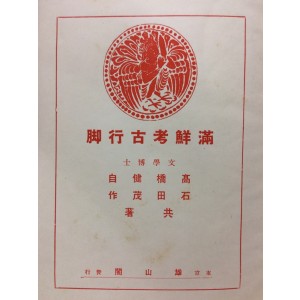 滿鮮考古行脚
文學博士
高橋健自
石田茂作
共著
東京 雄山閣 發行